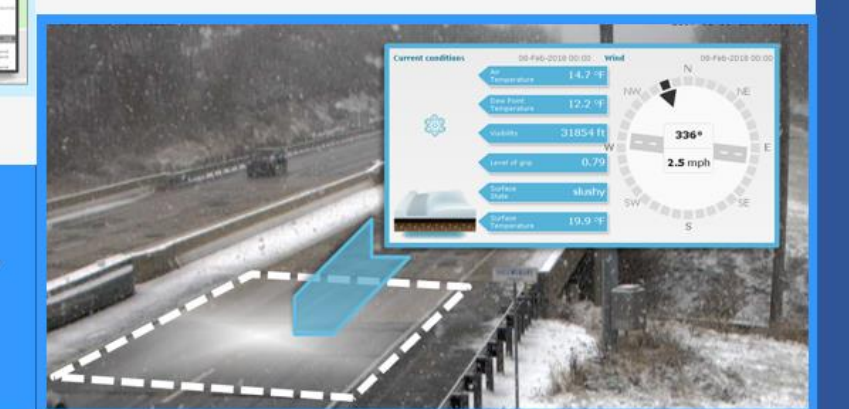 Current conditions 09-Feb-2018 00:00 Wind 09-Feb-2018 00:00
Air
Temperature 14.7 °F
Dew Point
Temperature 12.2 °F
Visibility 31854 ft
Level of grip 0.79
Surface
State slushy
Surface
Temperature 19.9 °F
N
NW NE
W E
336°
2.5 mph
SW SE
S